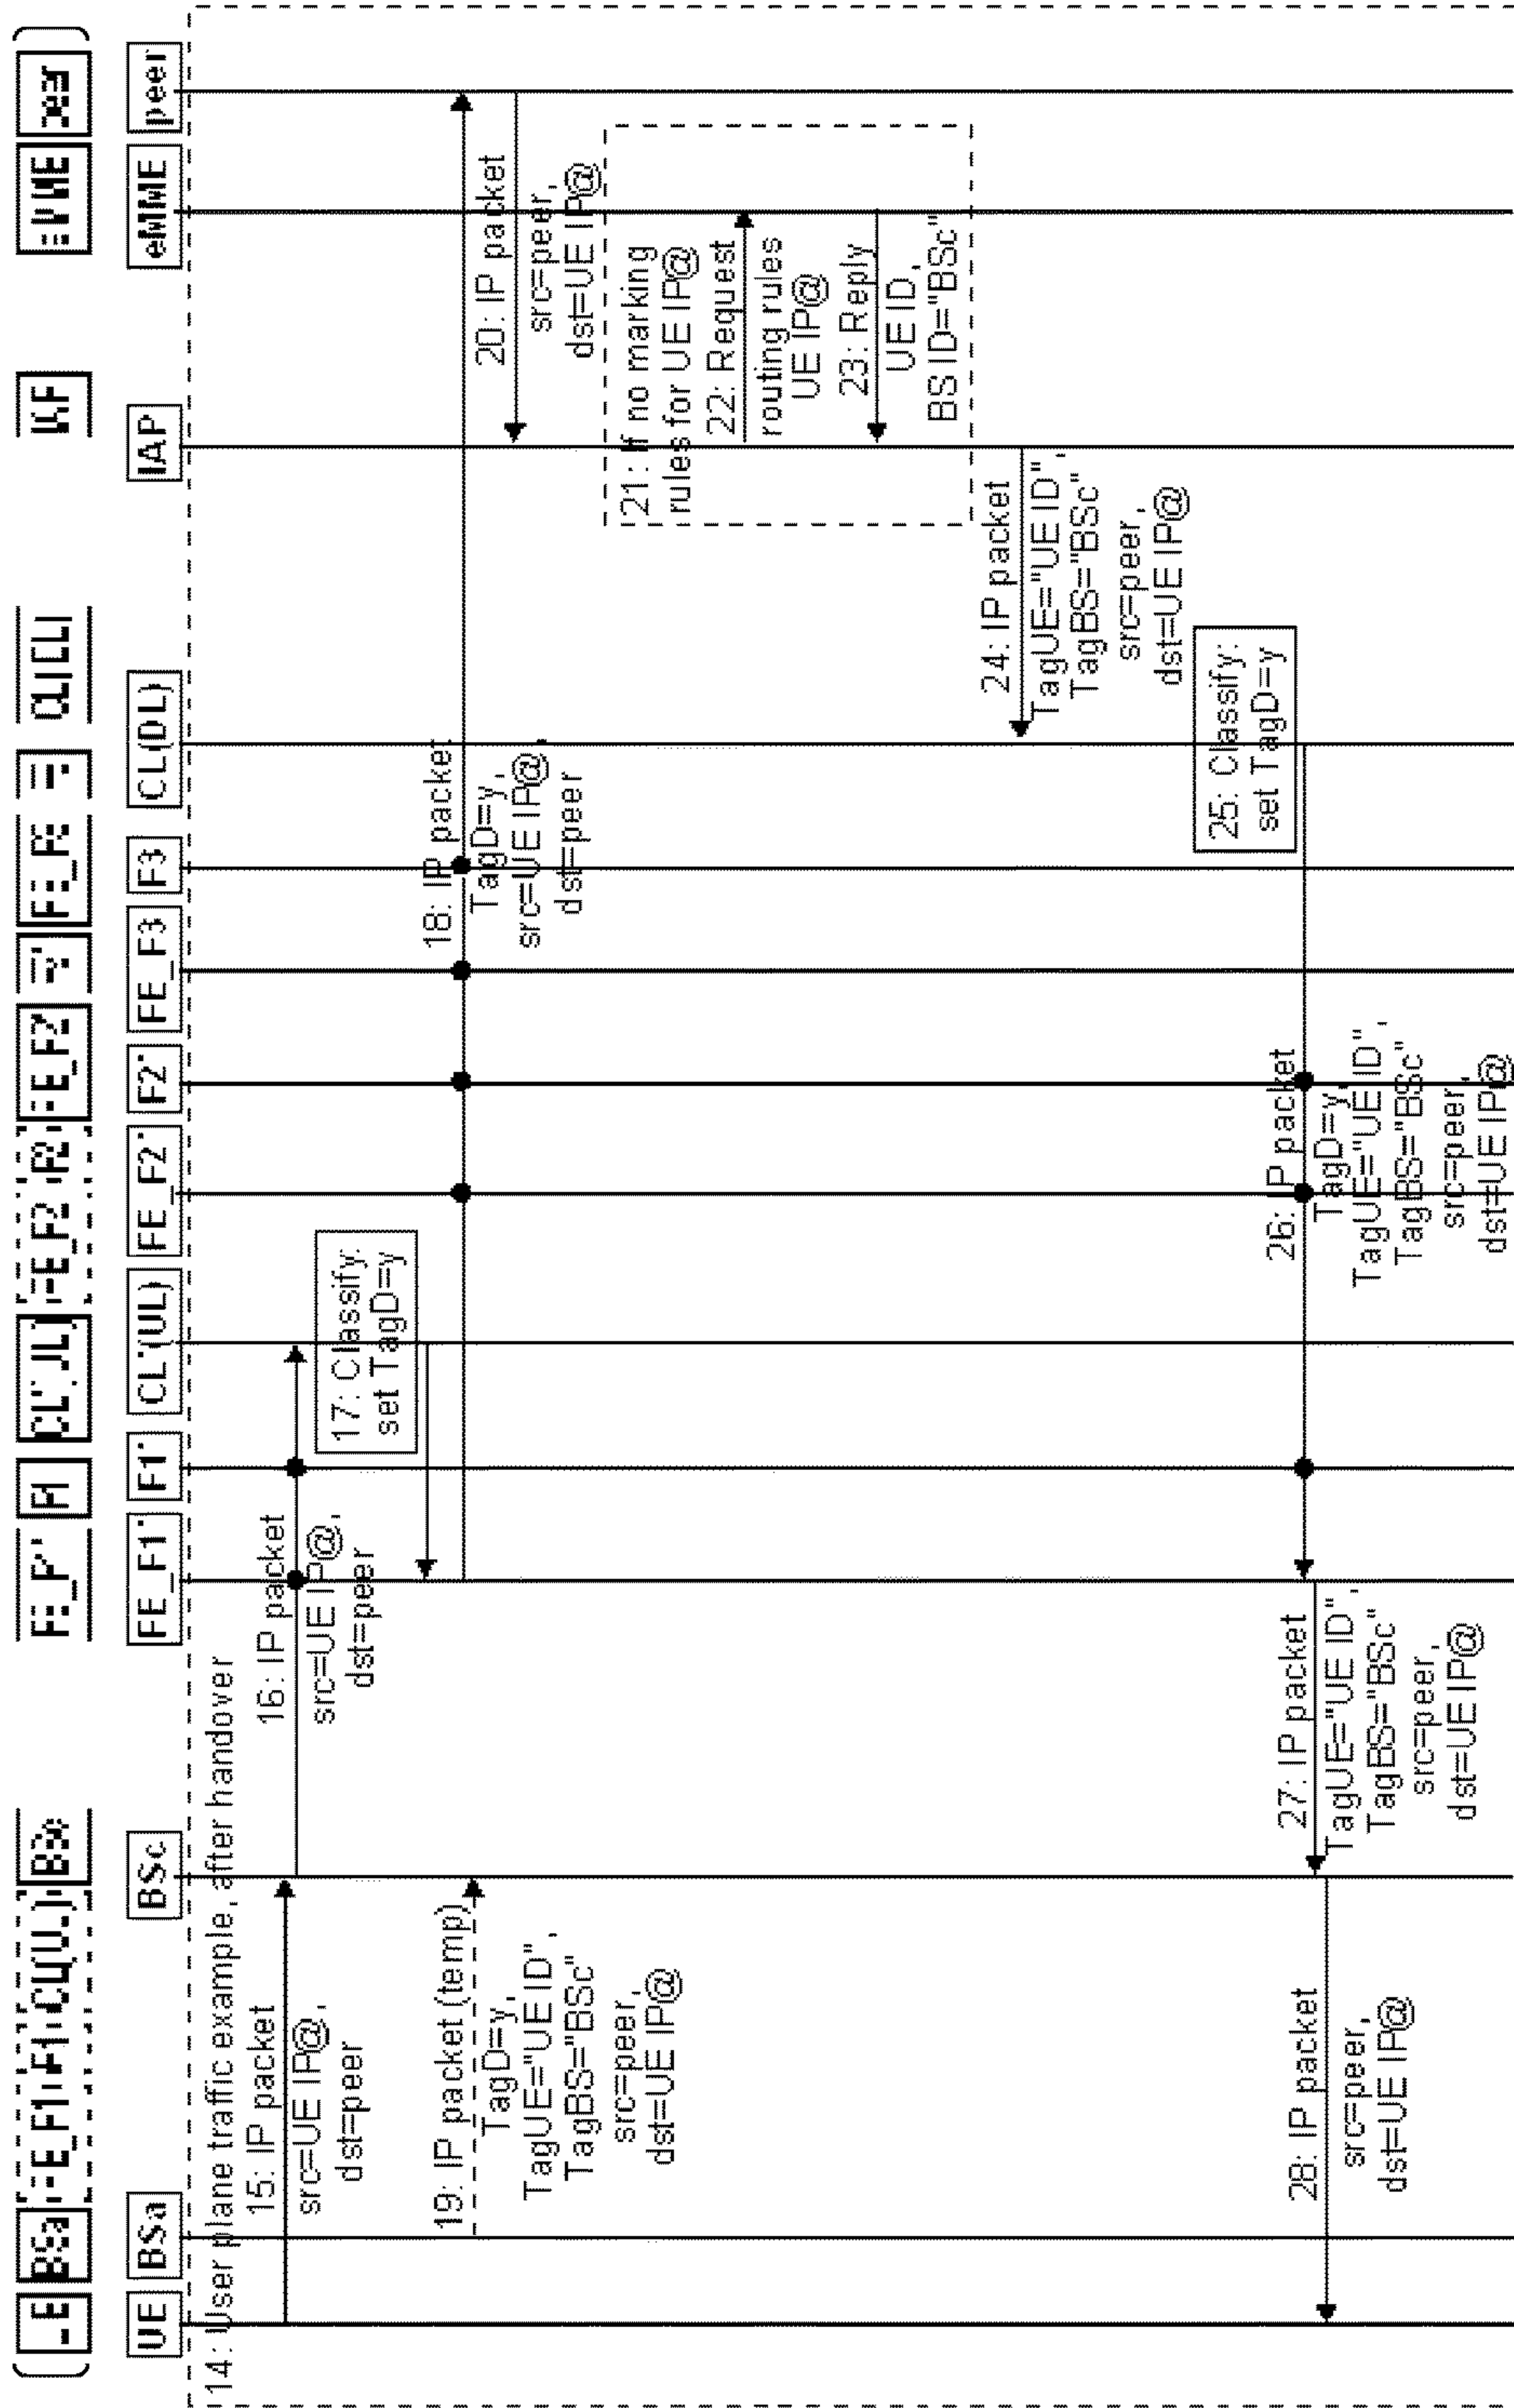 UE
BSa
BSc
FE_F1'
F1'
CL'(UL)
FE_F2'
F2'
FE_F3
F3
CL(DL)
IAP
eMME
peer
14: User plane traffic example, after handover
15: IP packet
src=UE IP@,
dst=peer
16: IP packet
src=UE IP@,
dst=peer
17: Classify:
set TagD=y
18: IP packet
TagD=y,
src=UE IP@,
dst=peer
19: IP packet (temp)
TagD=y,
TagUE="UE ID",
TagBS="BSc"
src=peer,
dst=UE IP@
20: IP packet
src=peer,
dst=UE IP@
21: If no marking
rules for UE IP@
22: Request
routing rules
UE IP@
23: Reply
UE ID,
BS ID="BSc"
24: IP packet
TagUE="UE ID",
TagBS="BSc"
src=peer,
dst=UE IP@
25: Classify:
set TagD=y
26: IP packet
TagD=y,
TagUE="UE ID",
TagBS="BSc"
src=peer,
dst=UE IP@
27: IP packet
TagUE="UE ID",
TagBS="BSc"
src=peer,
dst=UE IP@
28: IP packet
src=peer,
dst=UE IP@